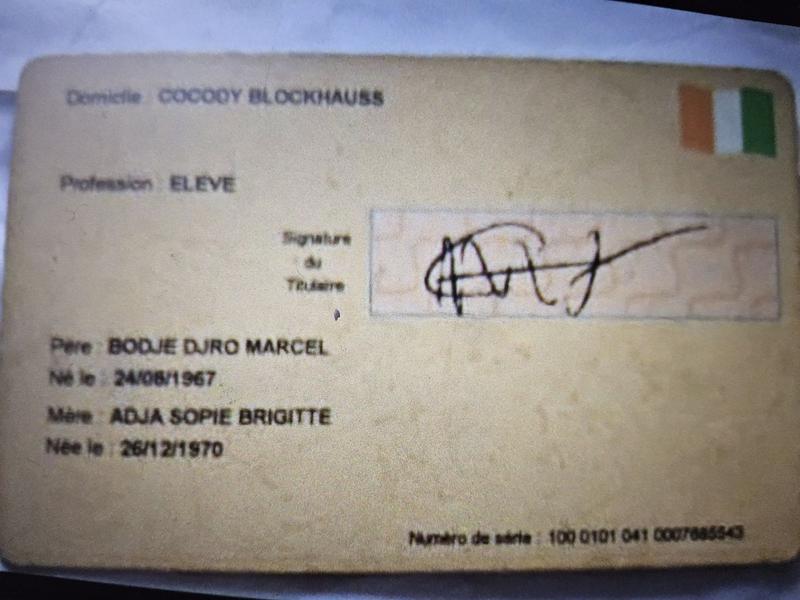 Domicile : COCODY BLOCKHAUSS
Profession : ELEVE
Signature
du
Titulaire
Père : BODJE DJRO MARCEL
Né le : 24/08/1967
Mère : ADJA SOPIE BRIGITTE
Née le : 26/12/1970
Numéro de série : 100 0101 041